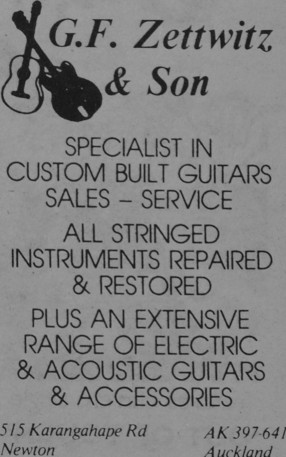 G.F. Zettwitz
& Son
SPECIALIST IN
CUSTOM BUILT GUITARS
SALES – SERVICE
ALL STRINGED
INSTRUMENTS REPAIRED
& RESTORED
PLUS AN EXTENSIVE
RANGE OF ELECTRIC
& ACOUSTIC GUITARS
& ACCESSORIES
515 Karangahape Rd AK 397-641
Newton Auckland